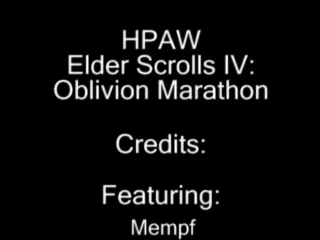 HPAW
Elder Scrolls IV:
Oblivion Marathon
Credits:
Featuring:
Mempf